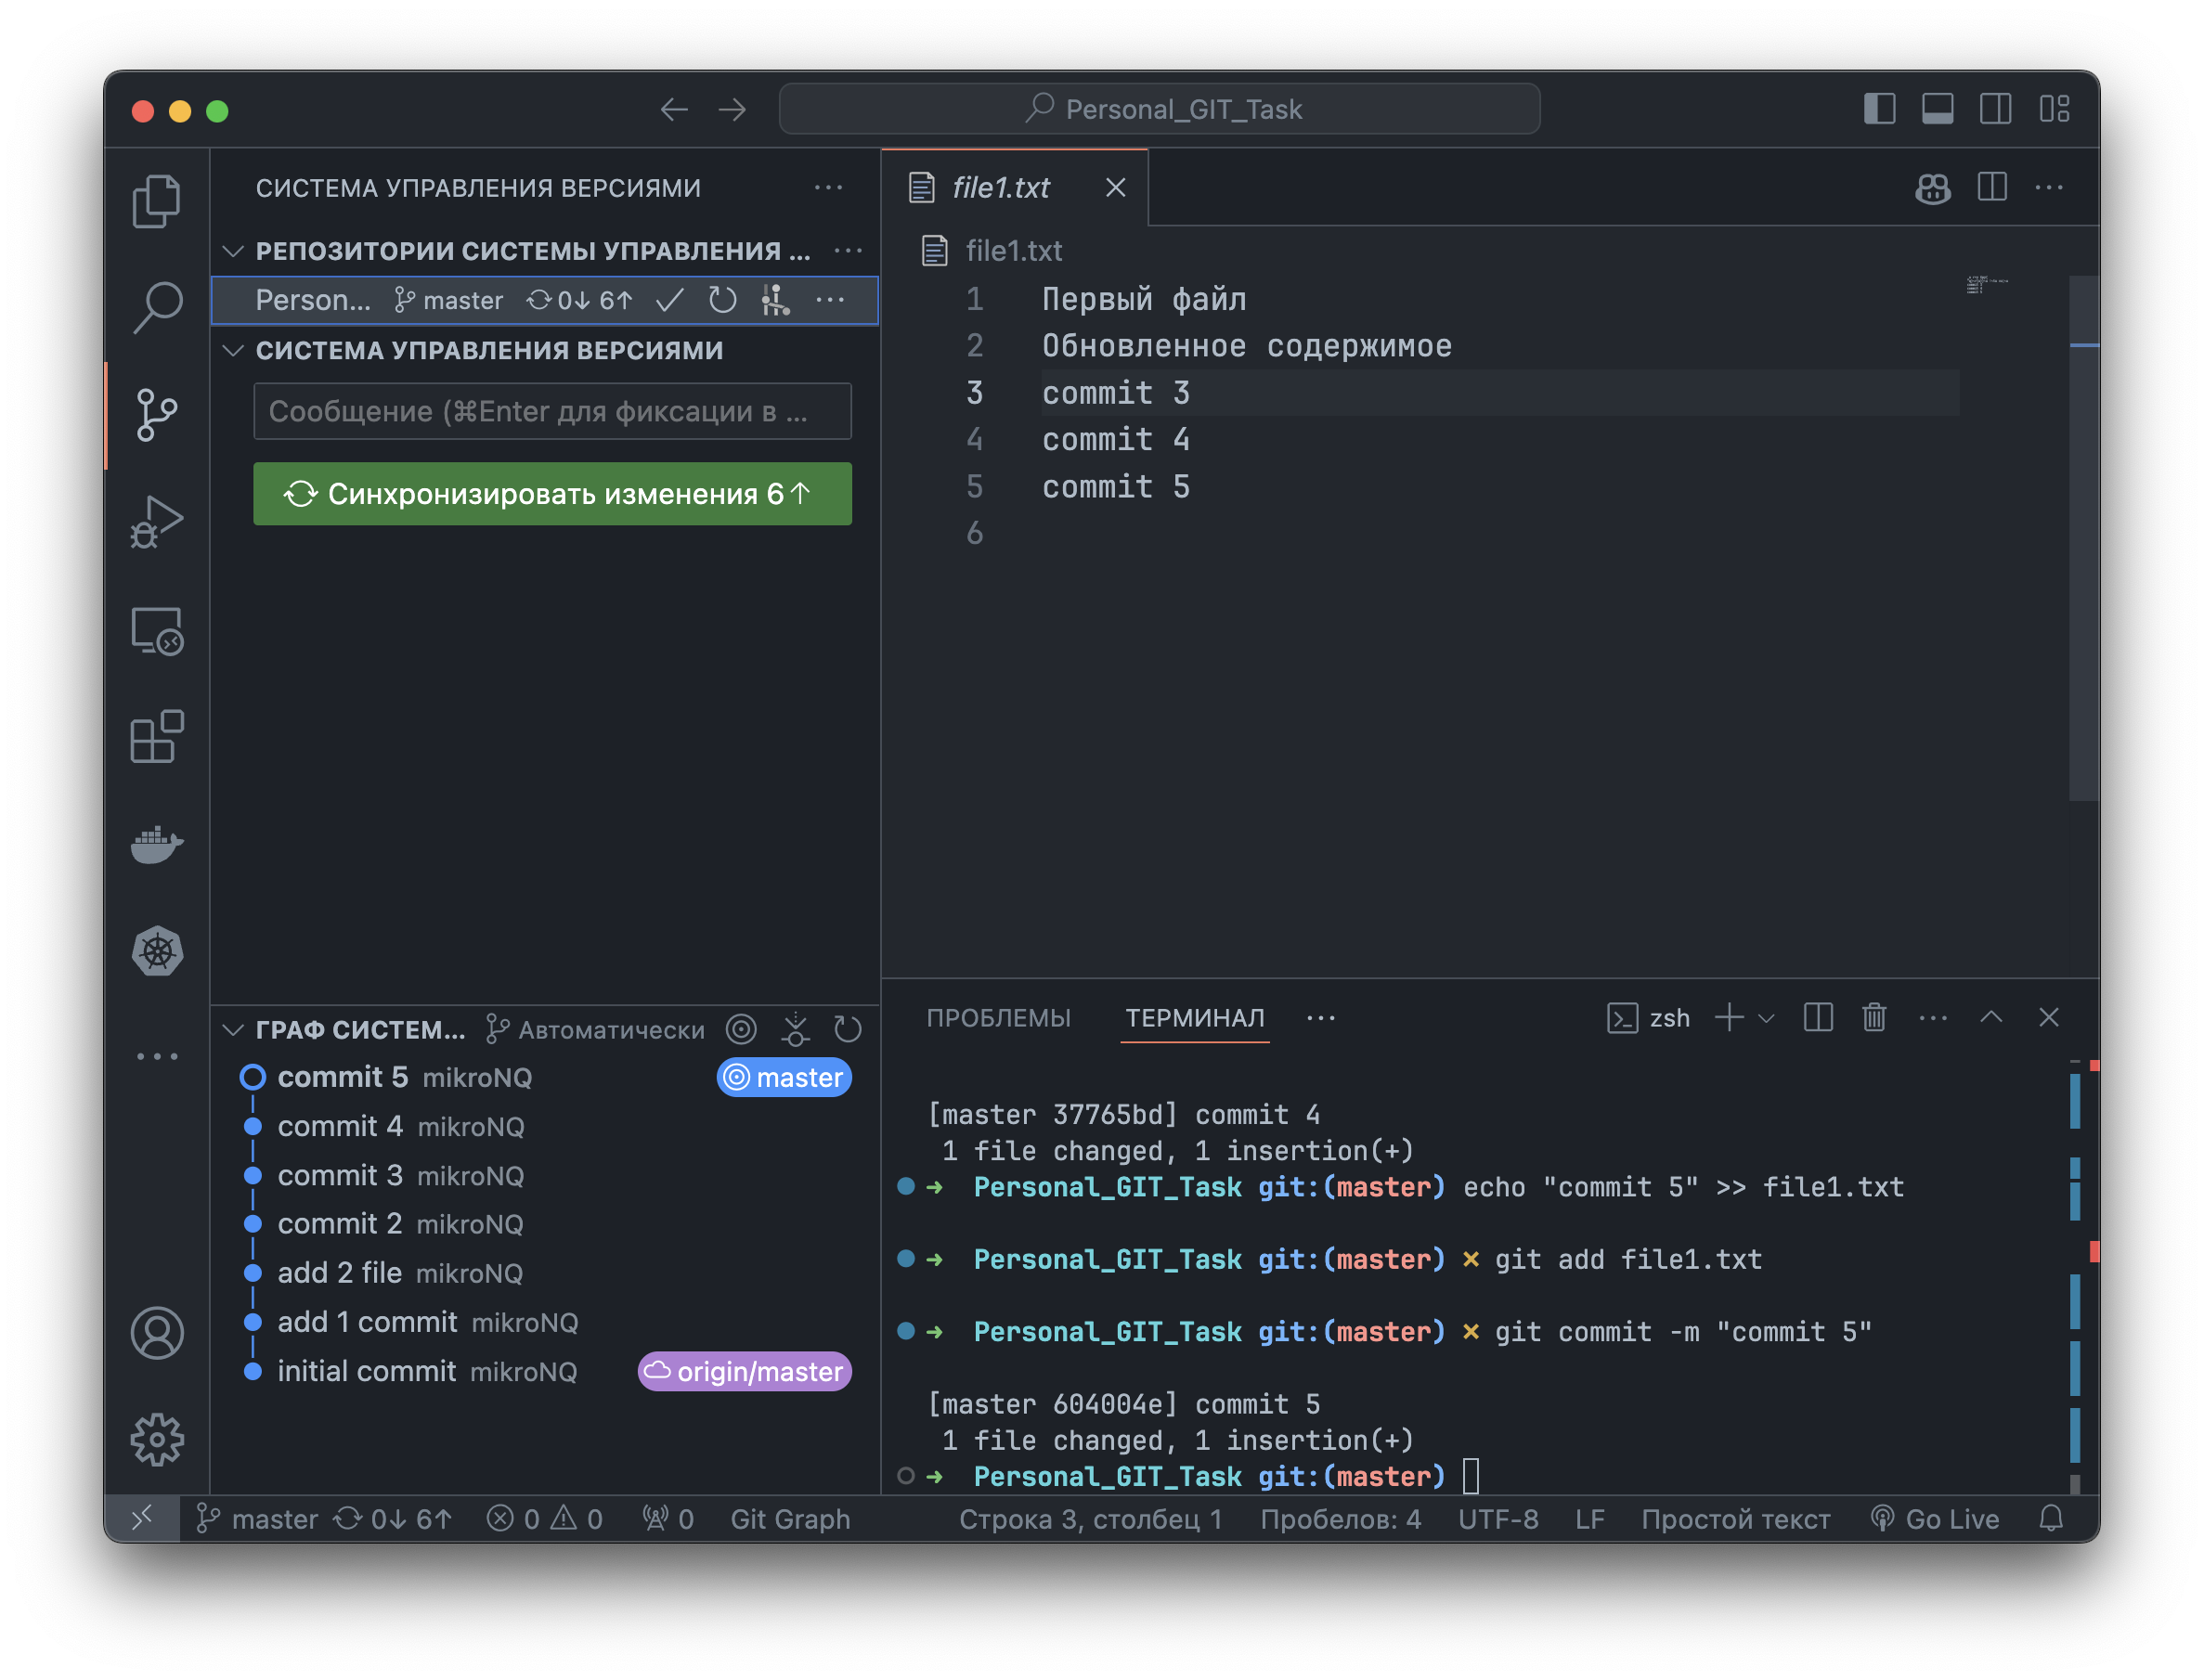 Personal_GIT_Task
СИСТЕМА УПРАВЛЕНИЯ ВЕРСИЯМИ
РЕПОЗИТОРИИ СИСТЕМЫ УПРАВЛЕНИЯ ...
Person... master 0↓ 6↑
СИСТЕМА УПРАВЛЕНИЯ ВЕРСИЯМИ
Сообщение (⌘Enter для фиксации в ...
Синхронизировать изменения 6↑
ГРАФ СИСТЕМ... Автоматически
commit 5 mikroNQ master
commit 4 mikroNQ
commit 3 mikroNQ
commit 2 mikroNQ
add 2 file mikroNQ
add 1 commit mikroNQ
initial commit mikroNQ origin/master
file1.txt
file1.txt
1 Первый файл
2 Обновленное содержимое
3 commit 3
4 commit 4
5 commit 5
6
ПРОБЛЕМЫ ТЕРМИНАЛ ... zsh
[master 37765bd] commit 4
1 file changed, 1 insertion(+)
➜ Personal_GIT_Task git:(master) echo "commit 5" >> file1.txt
➜ Personal_GIT_Task git:(master) ✗ git add file1.txt
➜ Personal_GIT_Task git:(master) ✗ git commit -m "commit 5"
[master 604004e] commit 5
1 file changed, 1 insertion(+)
➜ Personal_GIT_Task git:(master)
master 0↓ 6↑ 0 0 0 Git Graph Строка 3, столбец 1 Пробелов: 4 UTF-8 LF Простой текст Go Live